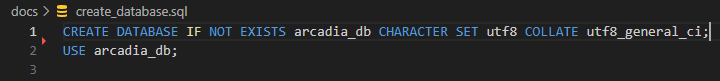 docs > create_database.sql
1 CREATE DATABASE IF NOT EXISTS arcadia_db CHARACTER SET utf8 COLLATE utf8_general_ci;
2 USE arcadia_db;
3